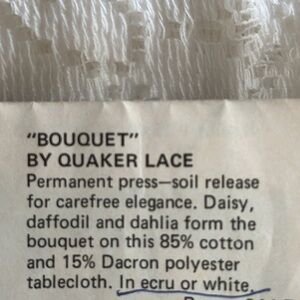 "BOUQUET"
BY QUAKER LACE
Permanent press—soil release
for carefree elegance. Daisy,
daffodil and dahlia form the
bouquet on this 85% cotton
and 15% Dacron polyester
tablecloth. In ecru or white.